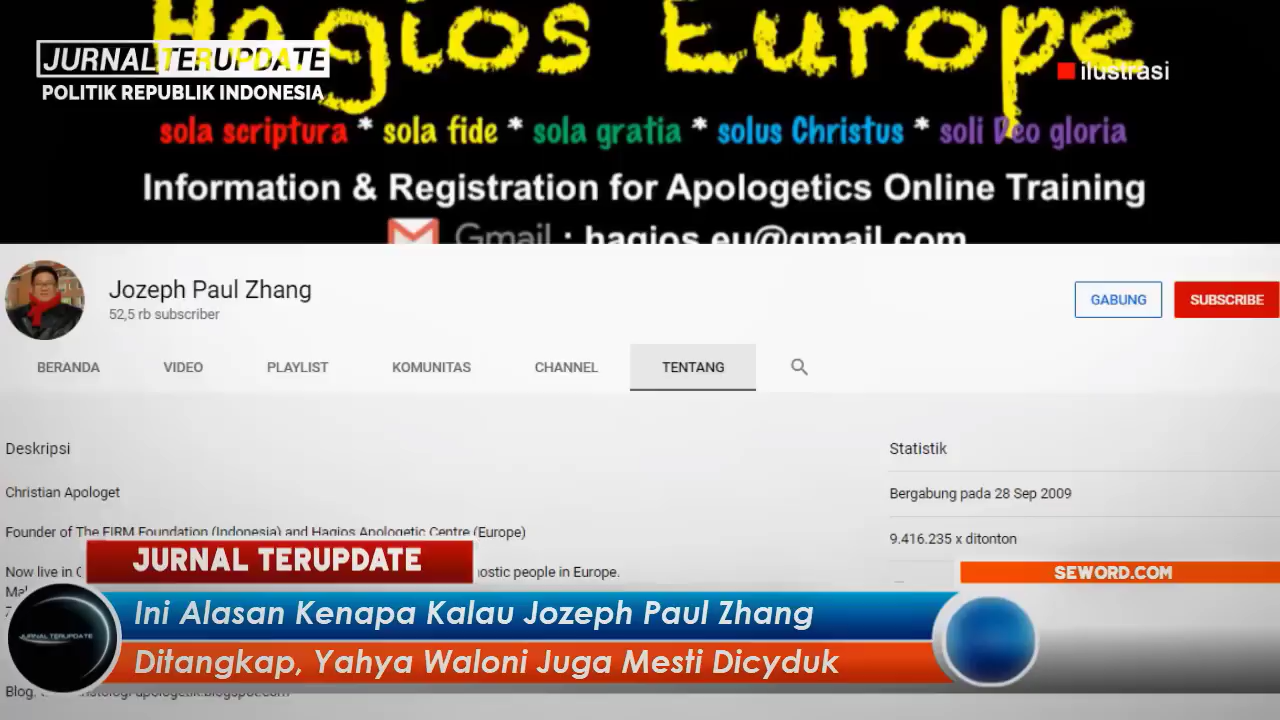 Hagios Europe
JURNAL TERUPDATE
POLITIK REPUBLIK INDONESIA
ilustrasi
sola scriptura * sola fide * sola gratia * solus Christus * soli Deo gloria
Information & Registration for Apologetics Online Training
Gmail : hagios.eu@gmail.com
Jozeph Paul Zhang
52,5 rb subscriber
GABUNG
SUBSCRIBE
BERANDA VIDEO PLAYLIST KOMUNITAS CHANNEL TENTANG
Deskripsi
Statistik
Christian Apologet
Bergabung pada 28 Sep 2009
Founder of The FIRM Foundation (Indonesia) and Hagios Apologetic Centre (Europe)
9.416.235 x ditonton
JURNAL TERUPDATE
Now live in
nostic people in Europe.
SEWORD.COM
Ini Alasan Kenapa Kalau Jozeph Paul Zhang
JURNAL TERUPDATE
Ditangkap, Yahya Waloni Juga Mesti Dicyduk
Blog: